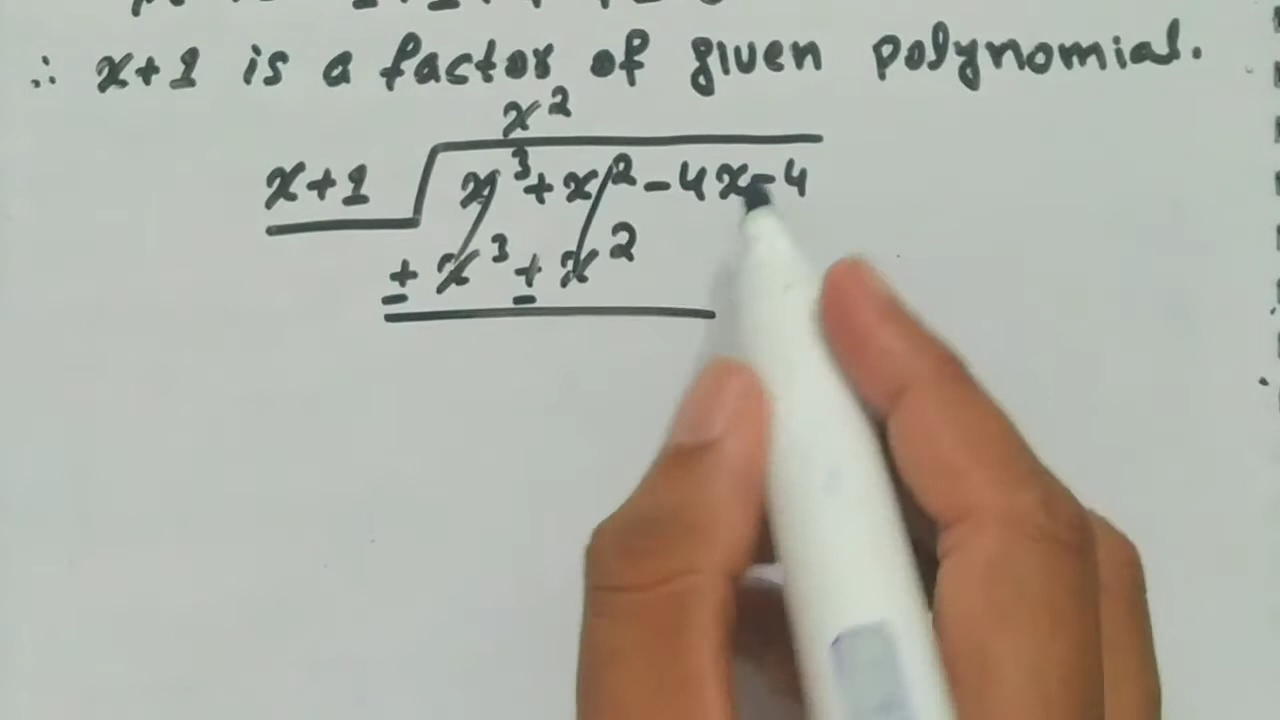 ∴ x+1 is a factor of given polynomial.
x²
x+1 x³+x²-4x-4
± x³ ± x²